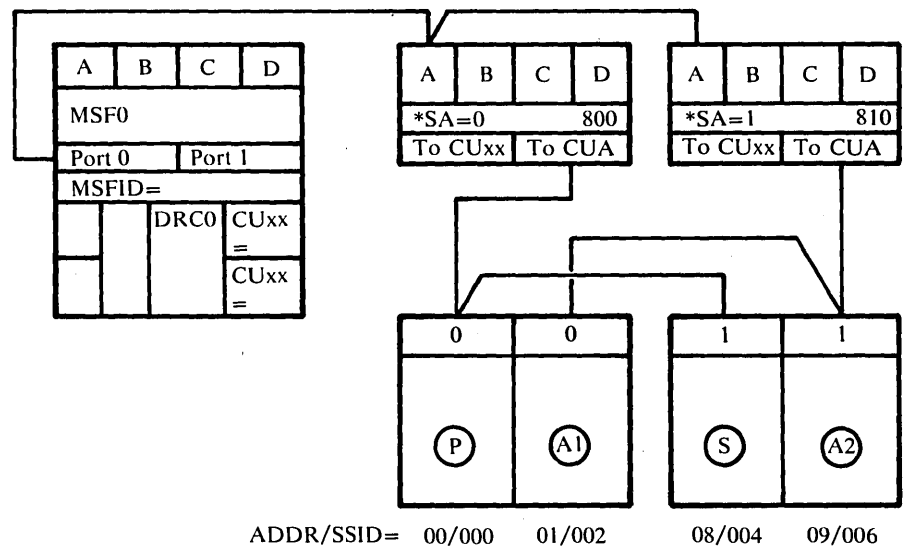 A B C D
MSF0
Port 0 Port 1
MSFID=
DRC0 CUxx
=
CUxx
=
A B C D
*SA=0 800
To CUxx To CUA
A B C D
*SA=1 810
To CUxx To CUA
0 0
P A1
1 1
S A2
ADDR/SSID= 00/000 01/002 08/004 09/006